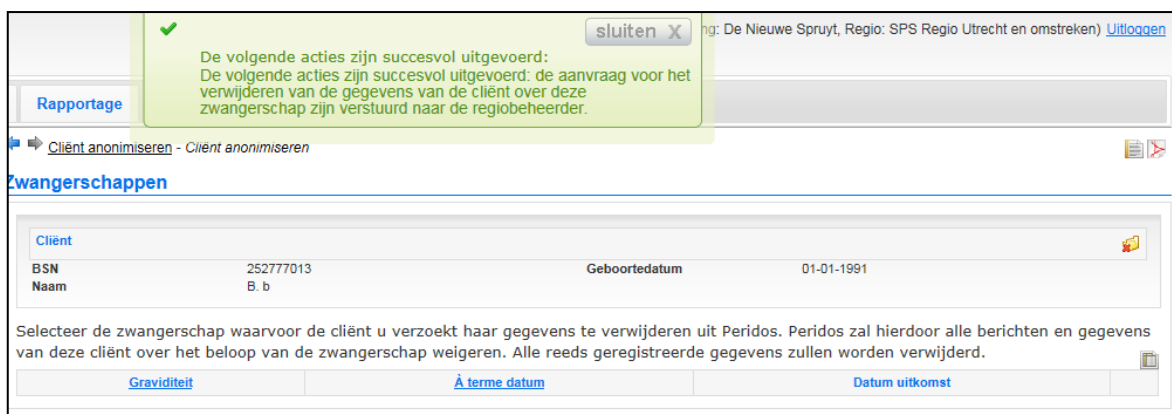 sluiten X
ng: De Nieuwe Spruyt, Regio: SPS Regio Utrecht en omstreken) Uitloggen
De volgende acties zijn succesvol uitgevoerd:
De volgende acties zijn succesvol uitgevoerd: de aanvraag voor het
verwijderen van de gegevens van de cliënt over deze
zwangerschap zijn verstuurd naar de regiobeheerder.
Rapportage
Cliënt anonimiseren - Cliënt anonimiseren
Zwangerschappen
Cliënt
BSN 252777013 Geboortedatum 01-01-1991
Naam B. b
Selecteer de zwangerschap waarvoor de cliënt u verzoekt haar gegevens te verwijderen uit Peridos. Peridos zal hierdoor alle berichten en gegevens
van deze cliënt over het beloop van de zwangerschap weigeren. Alle reeds geregistreerde gegevens zullen worden verwijderd.
Graviditeit À terme datum Datum uitkomst